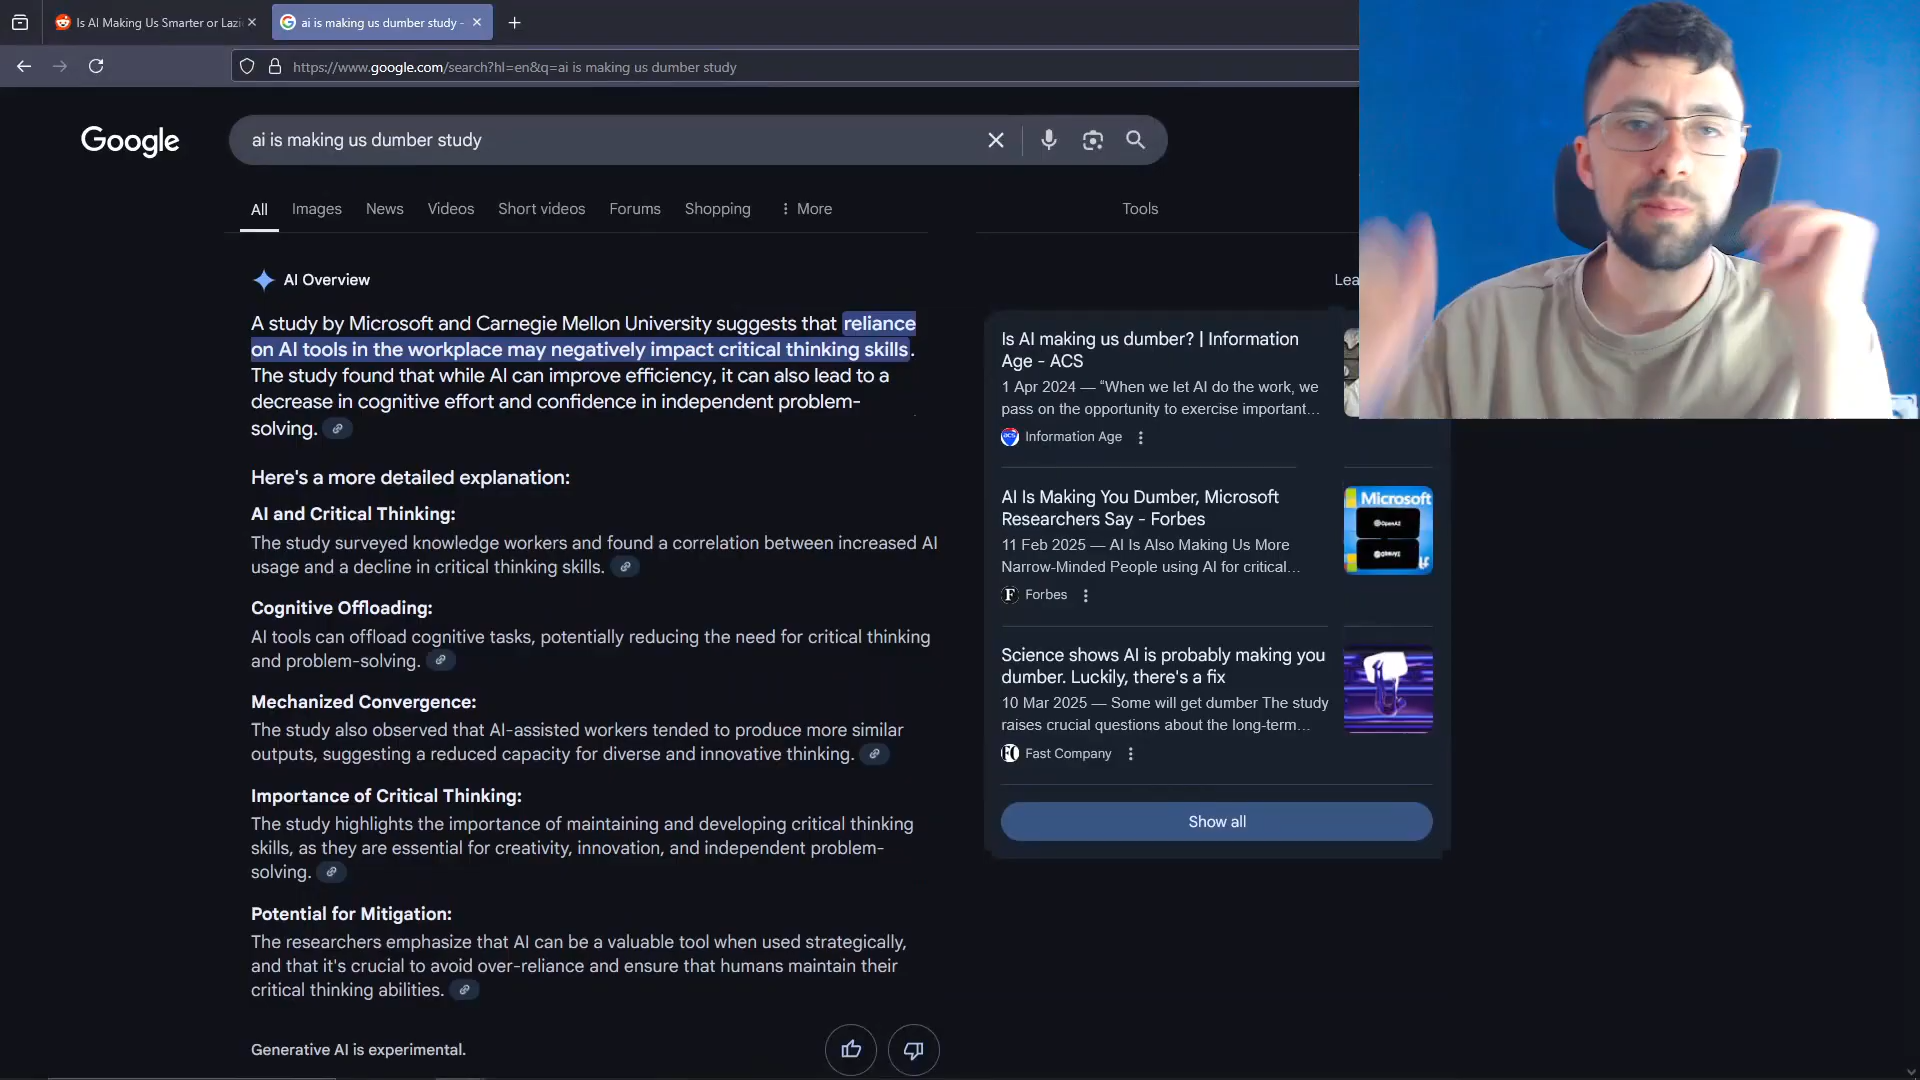 Is AI Making Us Smarter or Lazi
ai is making us dumber study -
https://www.google.com/search?hl=en&q=ai is making us dumber study
Google
ai is making us dumber study
All
Images
News
Videos
Short videos
Forums
Shopping
More
Tools
AI Overview
A study by Microsoft and Carnegie Mellon University suggests that reliance
on AI tools in the workplace may negatively impact critical thinking skills.
The study found that while AI can improve efficiency, it can also lead to a
decrease in cognitive effort and confidence in independent problem-
solving.
Here's a more detailed explanation:
AI and Critical Thinking:
The study surveyed knowledge workers and found a correlation between increased AI
usage and a decline in critical thinking skills.
Cognitive Offloading:
AI tools can offload cognitive tasks, potentially reducing the need for critical thinking
and problem-solving.
Mechanized Convergence:
The study also observed that AI-assisted workers tended to produce more similar
outputs, suggesting a reduced capacity for diverse and innovative thinking.
Importance of Critical Thinking:
The study highlights the importance of maintaining and developing critical thinking
skills, as they are essential for creativity, innovation, and independent problem-
solving.
Potential for Mitigation:
The researchers emphasize that AI can be a valuable tool when used strategically,
and that it's crucial to avoid over-reliance and ensure that humans maintain their
critical thinking abilities.
Generative AI is experimental.
Lea
Is AI making us dumber? | Information
Age - ACS
1 Apr 2024 — “When we let AI do the work, we
pass on the opportunity to exercise important...
Information Age
AI Is Making You Dumber, Microsoft
Researchers Say - Forbes
11 Feb 2025 — AI Is Also Making Us More
Narrow-Minded People using AI for critical...
Forbes
Microsoft
OpenAI
Science shows AI is probably making you
dumber. Luckily, there's a fix
10 Mar 2025 — Some will get dumber The study
raises crucial questions about the long-term...
Fast Company
Show all